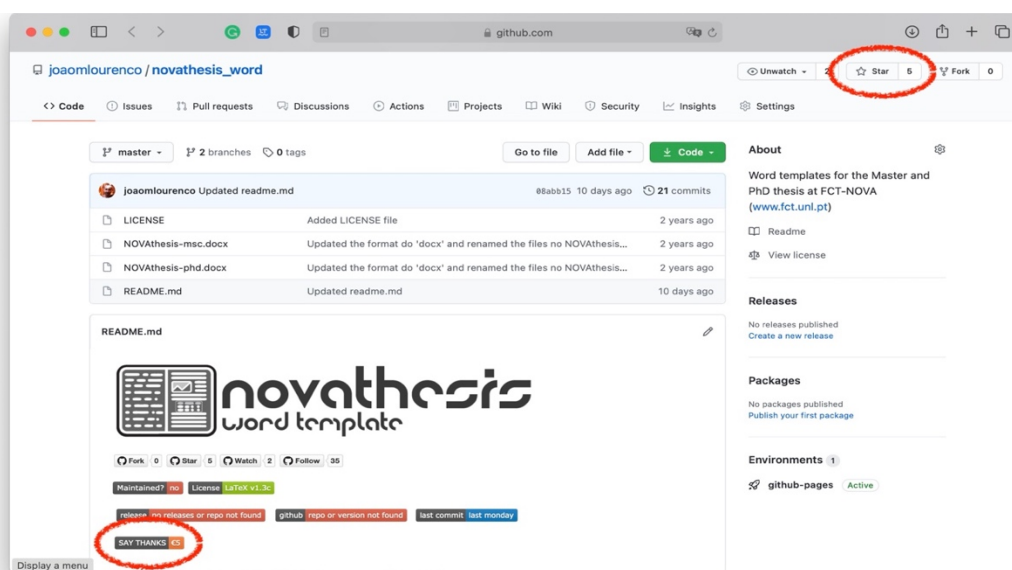 github.com
joaomlourenco / novathesis_word
Unwatch 2 Star 5 Fork 0
Code Issues Pull requests Discussions Actions Projects Wiki Security Insights Settings
master 2 branches 0 tags Go to file Add file Code
joaomlourenco Updated readme.md 08abb15 10 days ago 21 commits
LICENSE Added LICENSE file 2 years ago
NOVAthesis-msc.docx Updated the format do 'docx' and renamed the files no NOVAthesis... 2 years ago
NOVAthesis-phd.docx Updated the format do 'docx' and renamed the files no NOVAthesis... 2 years ago
README.md Updated readme.md 10 days ago
README.md
novathesis
word template
Fork 0 Star 5 Watch 2 Follow 35
Maintained? no License LaTeX v1.3c
release no releases or repo not found github repo or version not found last commit last monday
SAY THANKS €5
Display a menu
About
Word templates for the Master and
PhD thesis at FCT-NOVA
(www.fct.unl.pt)
Readme
View license
Releases
No releases published
Create a new release
Packages
No packages published
Publish your first package
Environments 1
github-pages Active